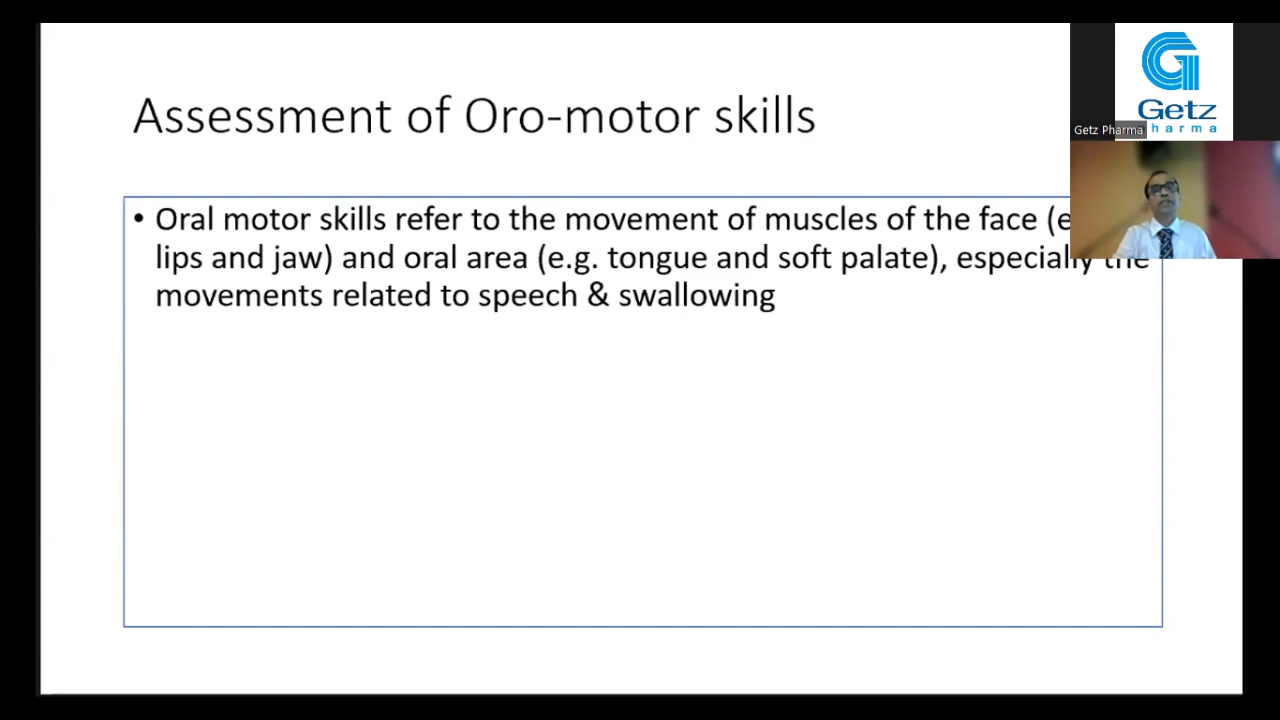 Assessment of Oro-motor skills
• Oral motor skills refer to the movement of muscles of the face (e
lips and jaw) and oral area (e.g. tongue and soft palate), especially the
movements related to speech & swallowing
Getz
harma
Getz Pharma